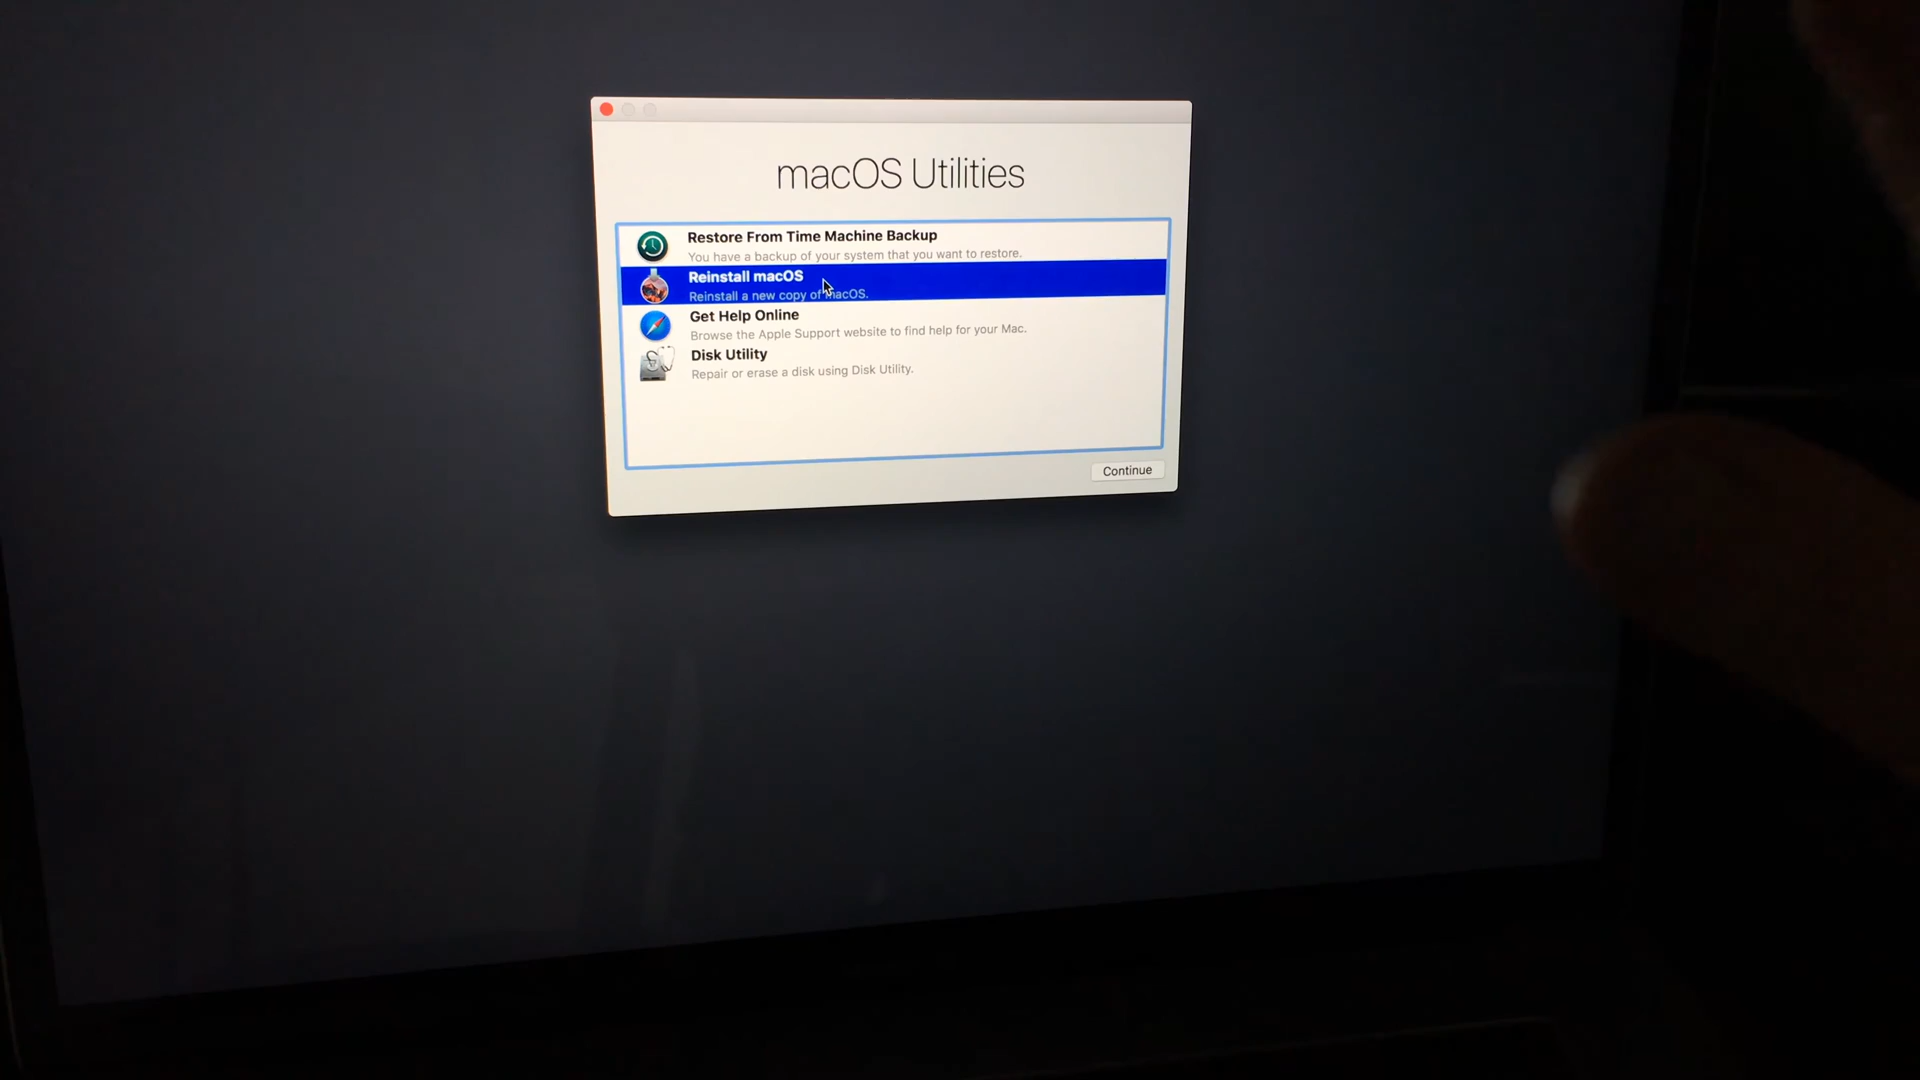 macOS Utilities
Restore From Time Machine Backup
You have a backup of your system that you want to restore.
Reinstall macOS
Reinstall a new copy of macOS.
Get Help Online
Browse the Apple Support website to find help for your Mac.
Disk Utility
Repair or erase a disk using Disk Utility.
Continue